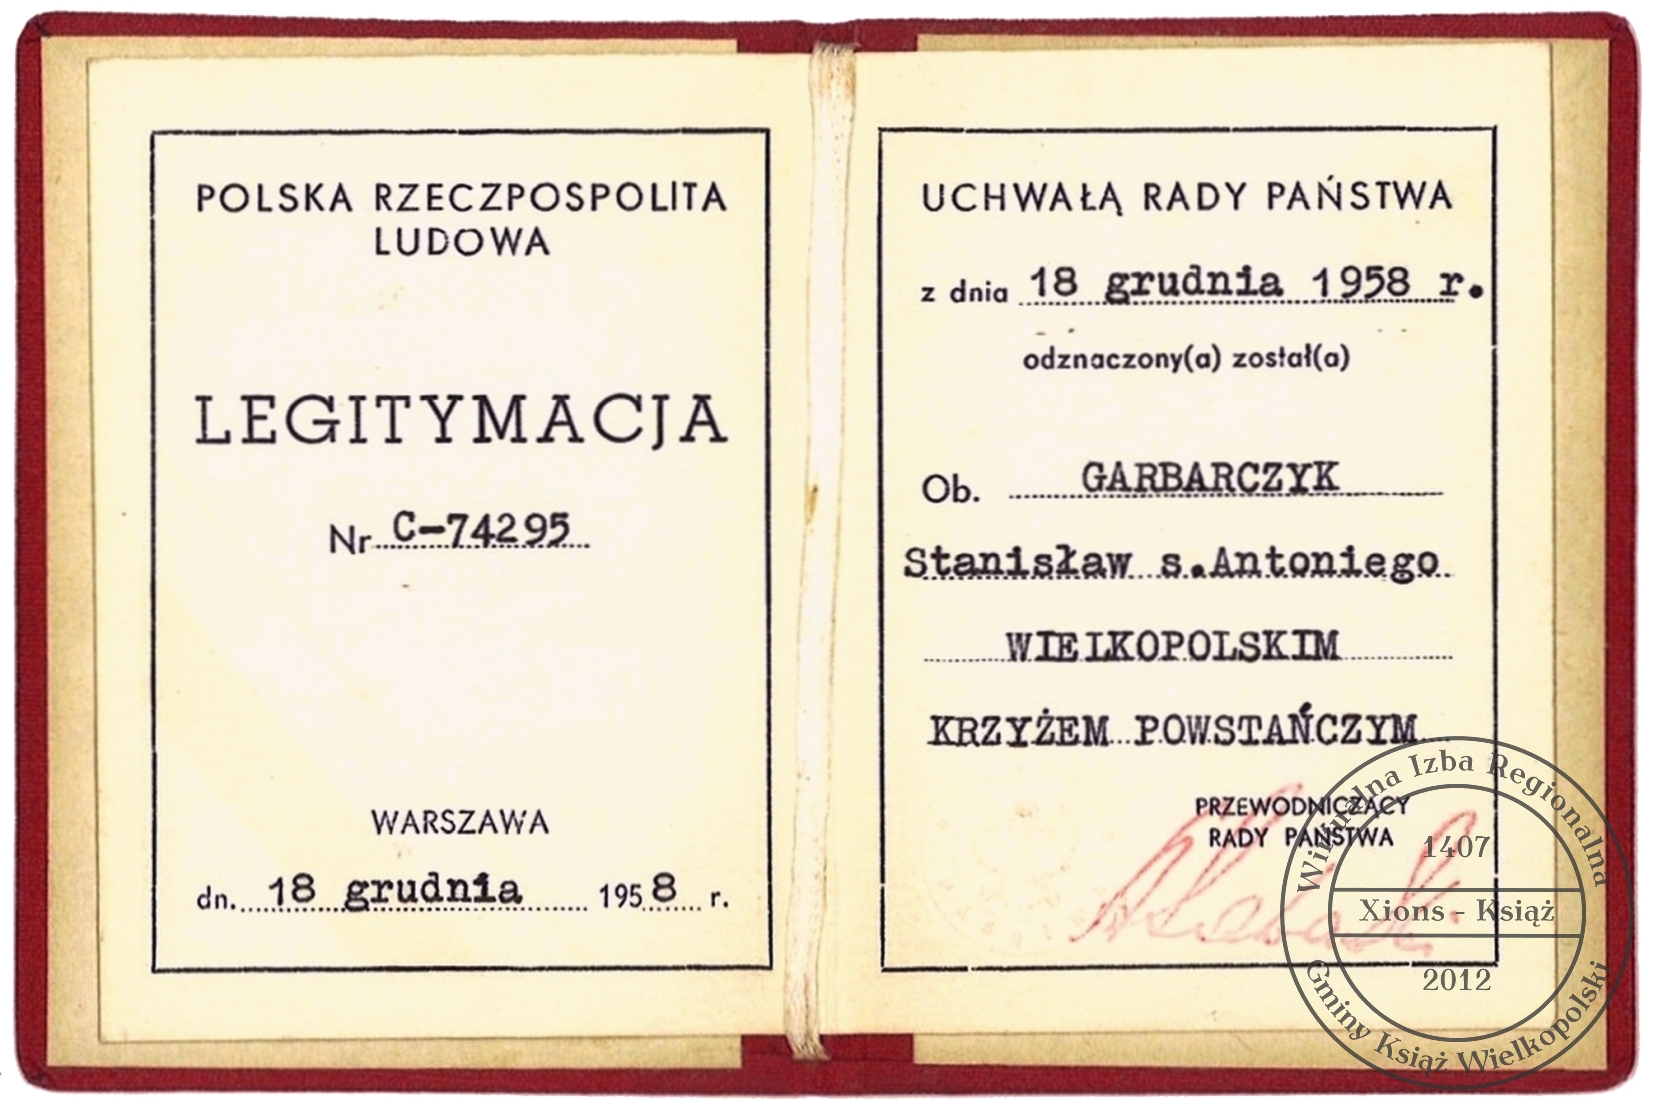 POLSKA RZECZPOSPOLITA
LUDOWA
LEGITYMACJA
Nr C-74295
WARSZAWA
dn. 18 grudnia 1958 r.
UCHWAŁĄ RADY PAŃSTWA
z dnia 18 grudnia 1958 r.
odznaczony(a) został(a)
Ob. GARBARCZYK
Stanisław s.Antoniego
WIELKOPOLSKIM
KRZYŻEM POWSTAŃCZYM
PRZEWODNICZĄCY
RADY PAŃSTWA
Wirtualna Izba Regionalna
1407
Xions - Książ
2012
Gminy Książ Wielkopolski